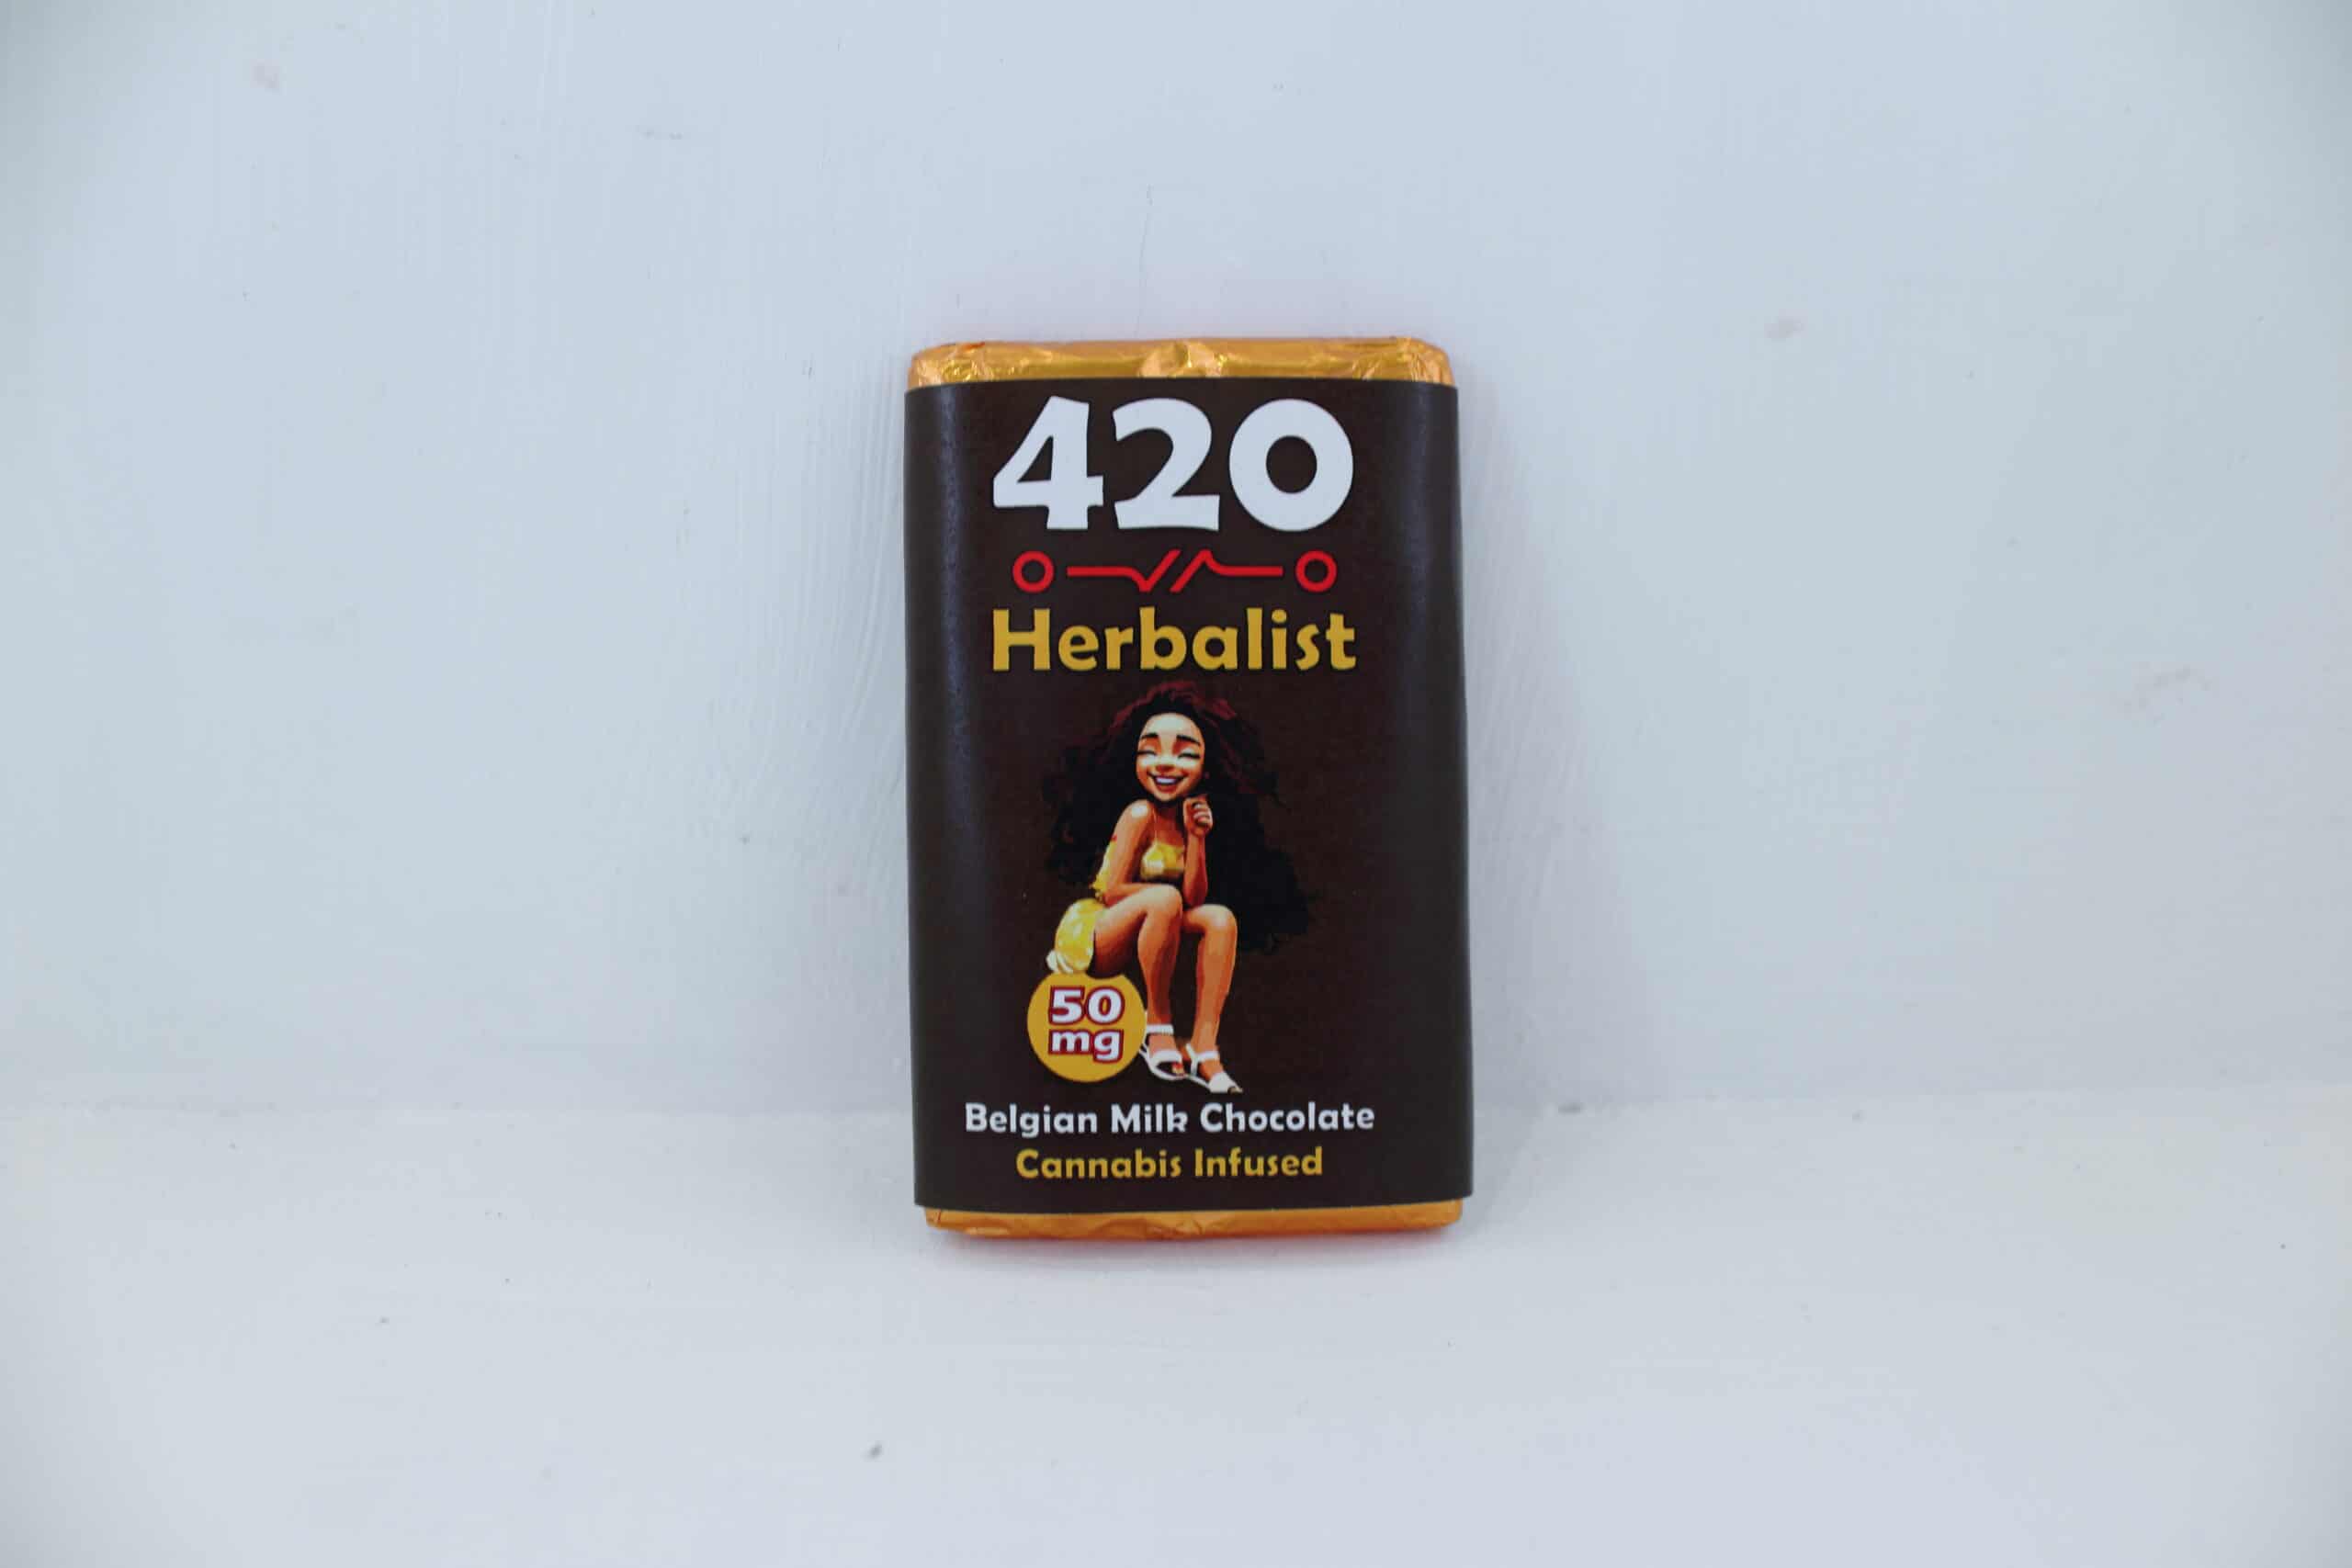 420
Herbalist
50
mg
Belgian Milk Chocolate
Cannabis Infused